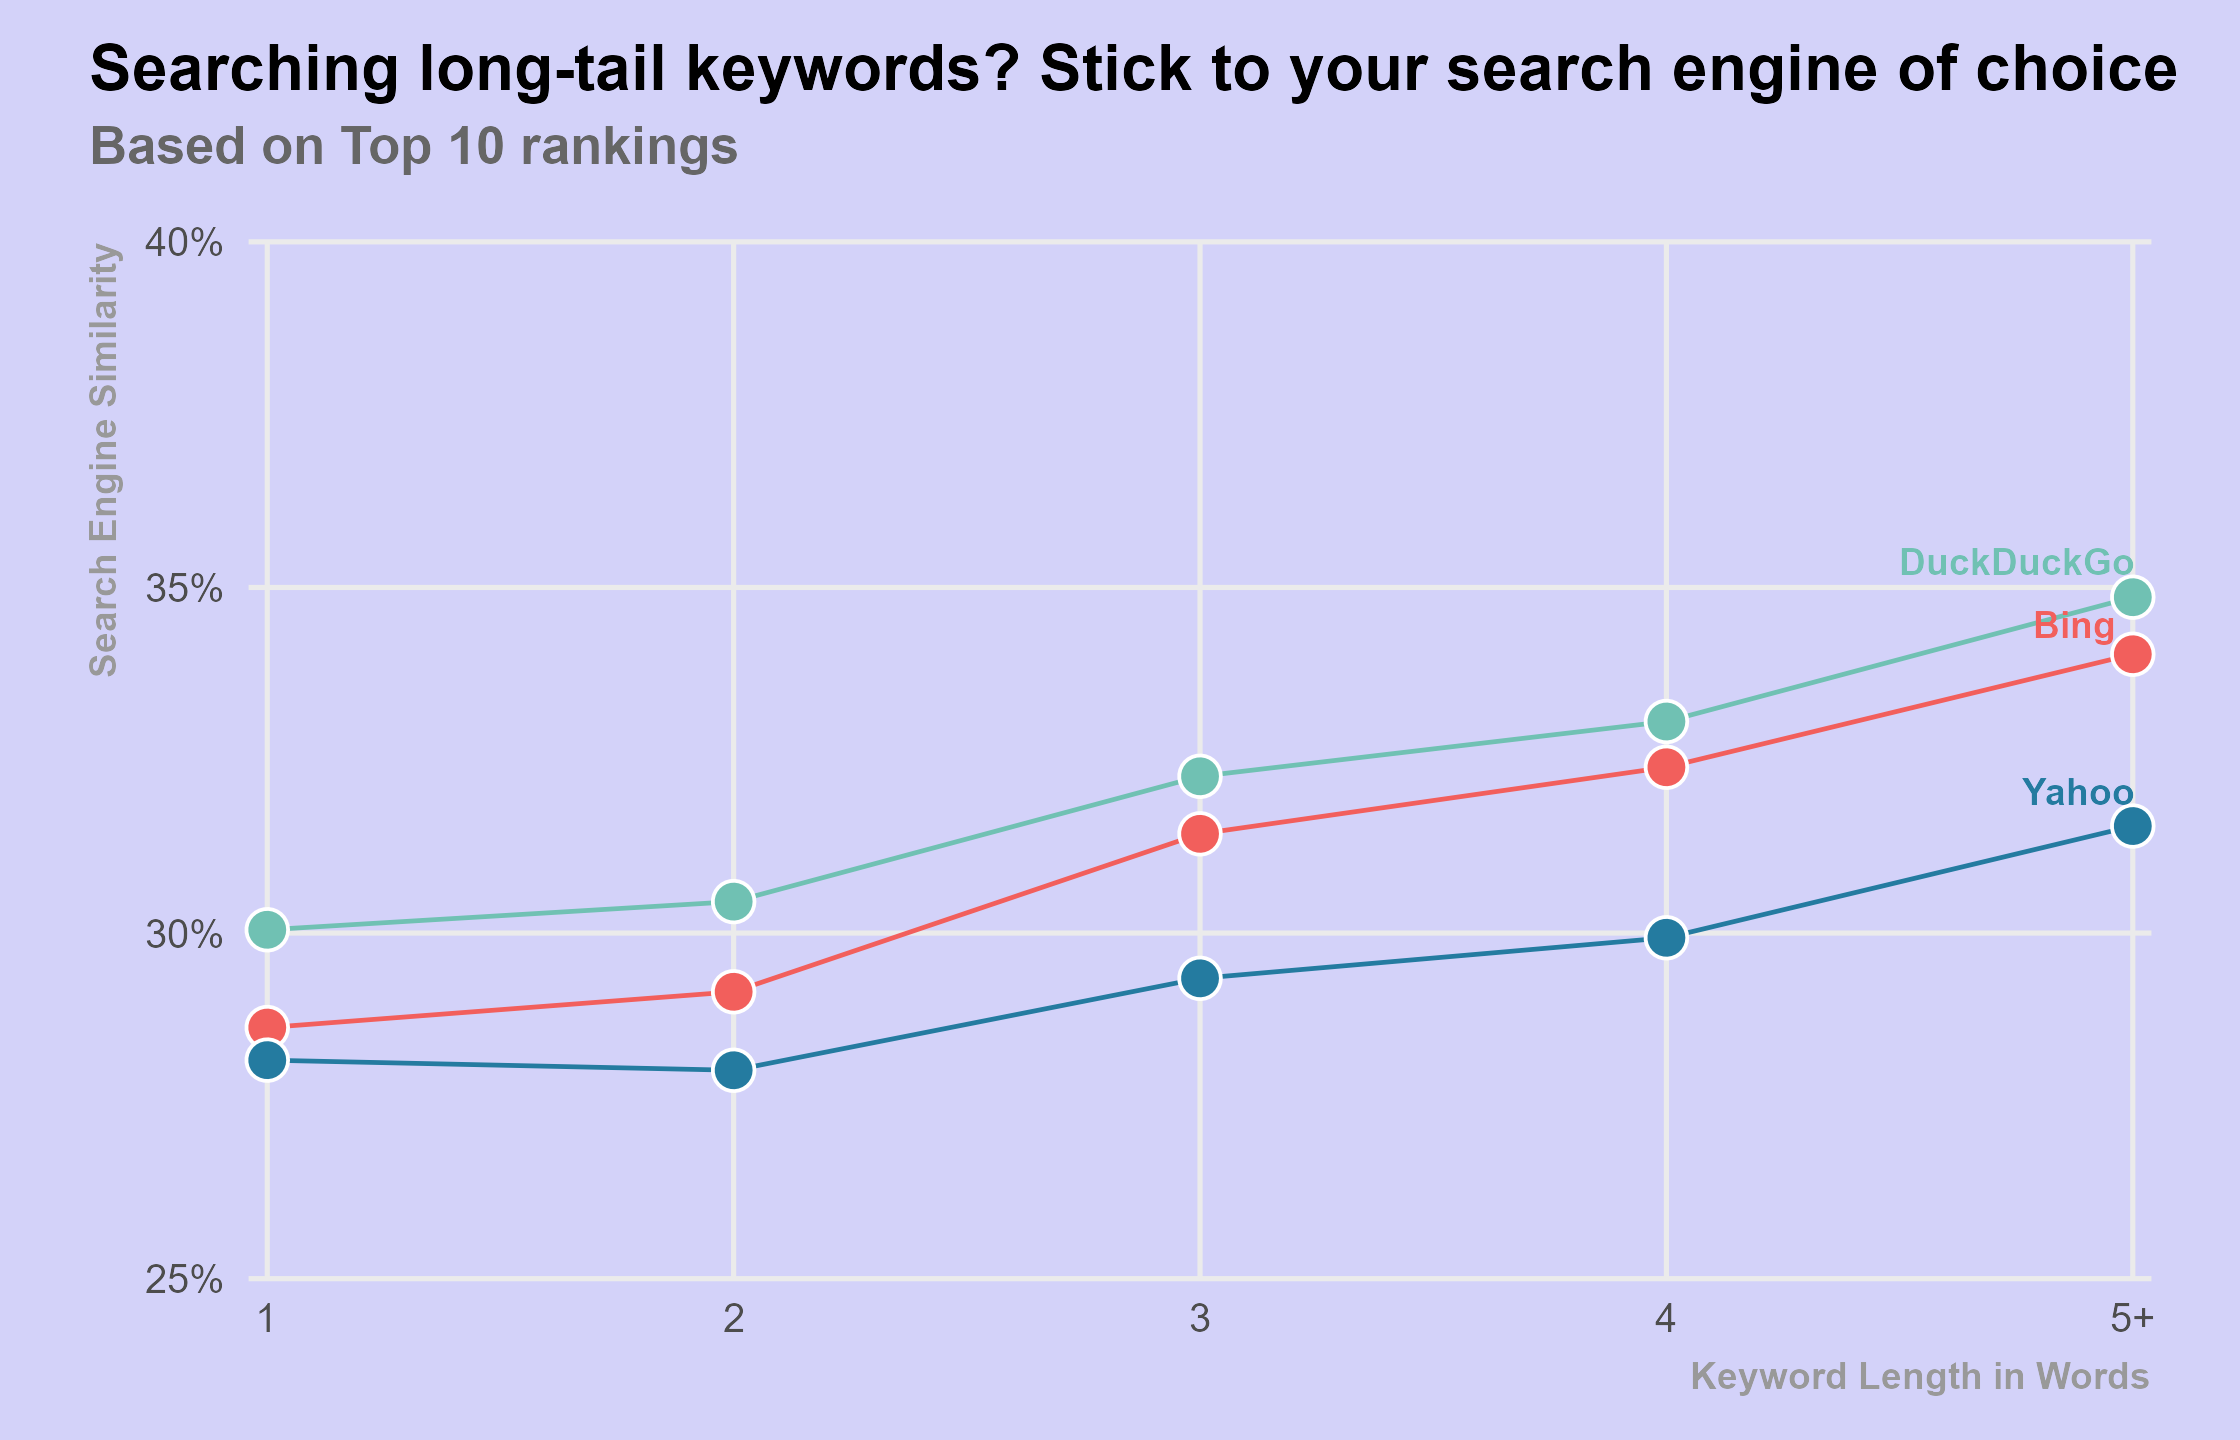 Searching long-tail keywords? Stick to your search engine of choice
Based on Top 10 rankings
Search Engine Similarity
40%
35%
30%
25%
DuckDuckGo
Bing
Yahoo
1
2
3
4
5+
Keyword Length in Words